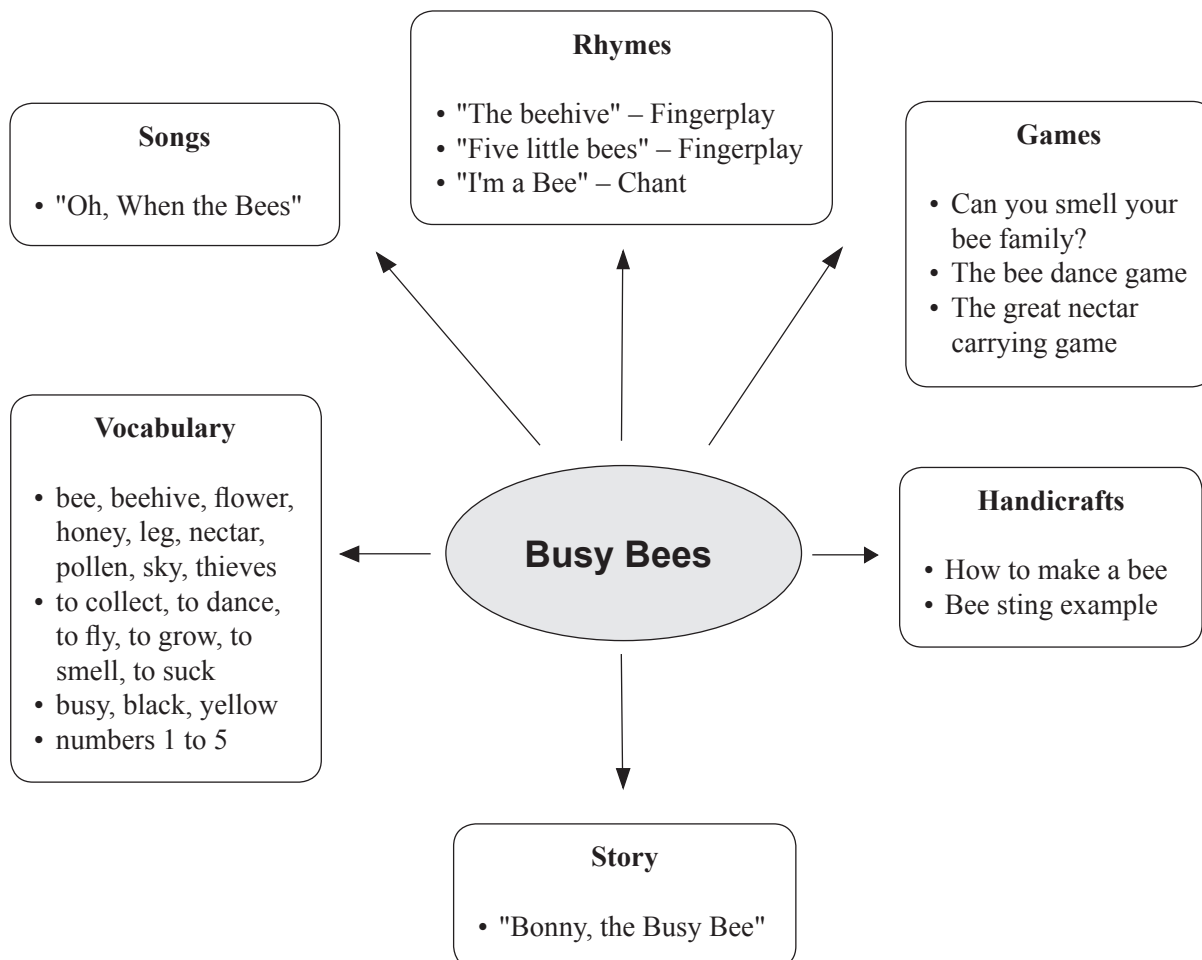 Rhymes
• "The beehive" – Fingerplay
• "Five little bees" – Fingerplay
• "I'm a Bee" – Chant
Songs
• "Oh, When the Bees"
Games
• Can you smell your
bee family?
• The bee dance game
• The great nectar
carrying game
Vocabulary
• bee, beehive, flower,
honey, leg, nectar,
pollen, sky, thieves
• to collect, to dance,
to fly, to grow, to
smell, to suck
• busy, black, yellow
• numbers 1 to 5
Busy Bees
Handicrafts
• How to make a bee
• Bee sting example
Story
• "Bonny, the Busy Bee"